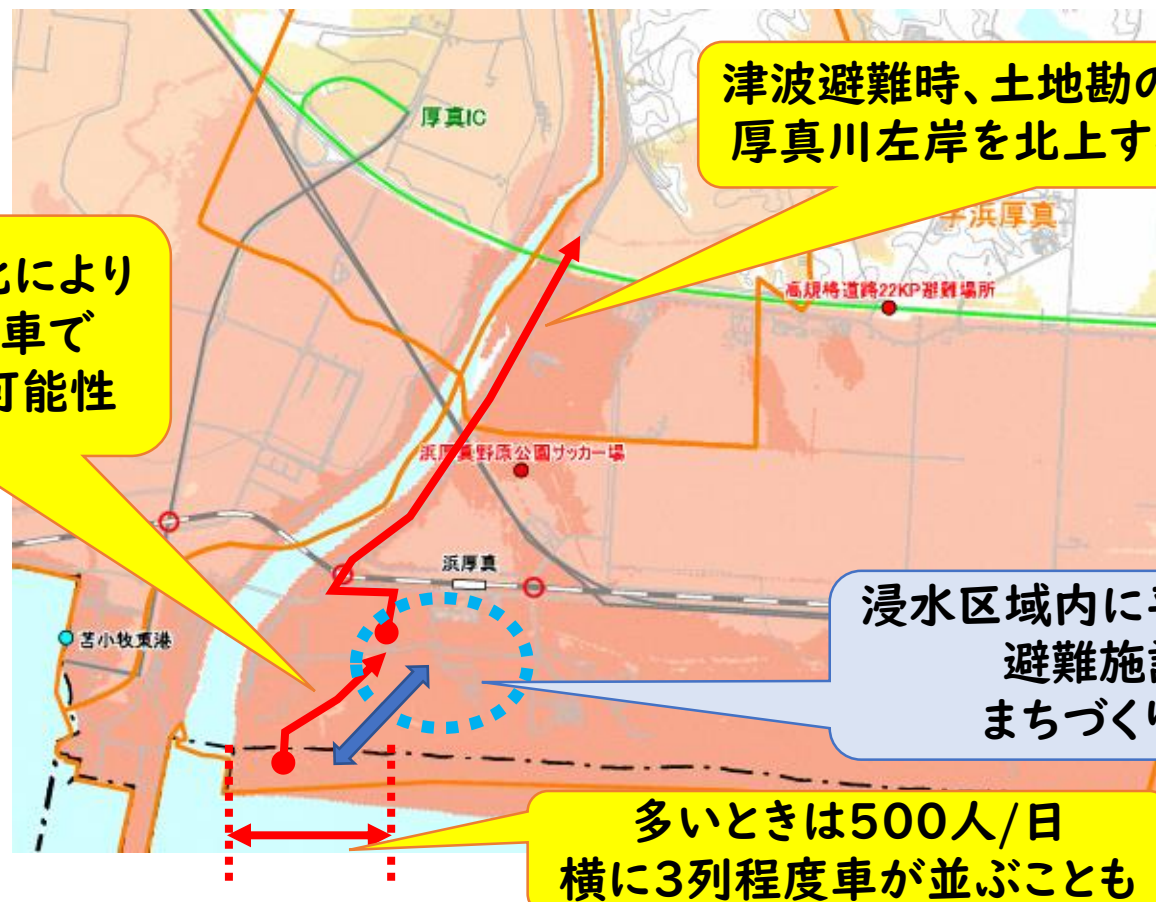 津波避難時、土地勘の
厚真川左岸を北上す
厚真IC
字浜厚真
高規格道路22KP避難場所
比により
車で
可能性
浜厚真野原公園サッカー場
浜厚真
苫小牧東港
浸水区域内に
避難施
まちづく
多いときは500人/日
横に3列程度車が並ぶことも